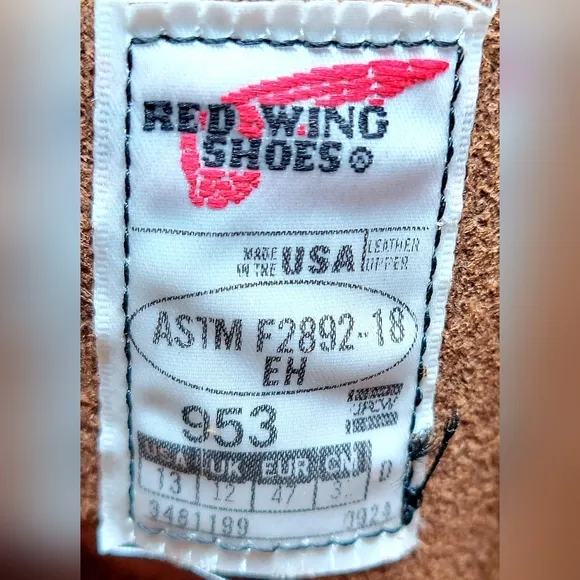 RED WING
SHOES
MADE IN THE USA LEATHER UPPER
ASTM F2892-18
EH
953
USA UK EUR CN
13 12 47 D
3481199 0924